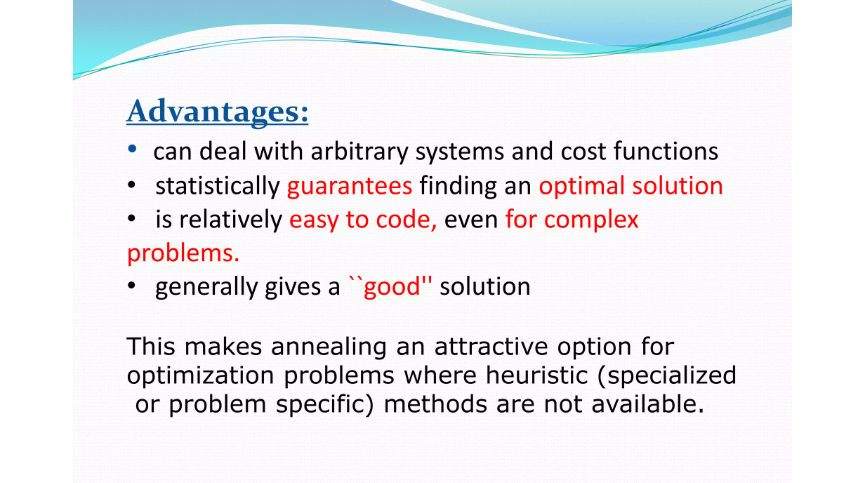 Advantages:
• can deal with arbitrary systems and cost functions
• statistically guarantees finding an optimal solution
• is relatively easy to code, even for complex
problems.
• generally gives a ``good'' solution
This makes annealing an attractive option for
optimization problems where heuristic (specialized
or problem specific) methods are not available.